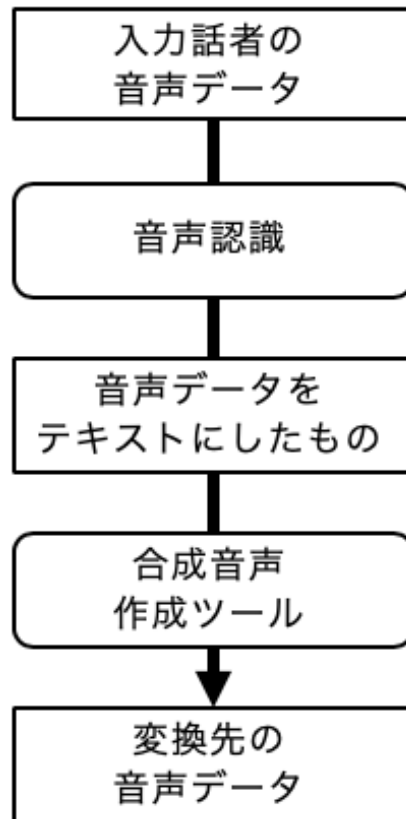 入力話者の
音声データ
音声認識
音声データを
テキストにしたもの
合成音声
作成ツール
変換先の
音声データ